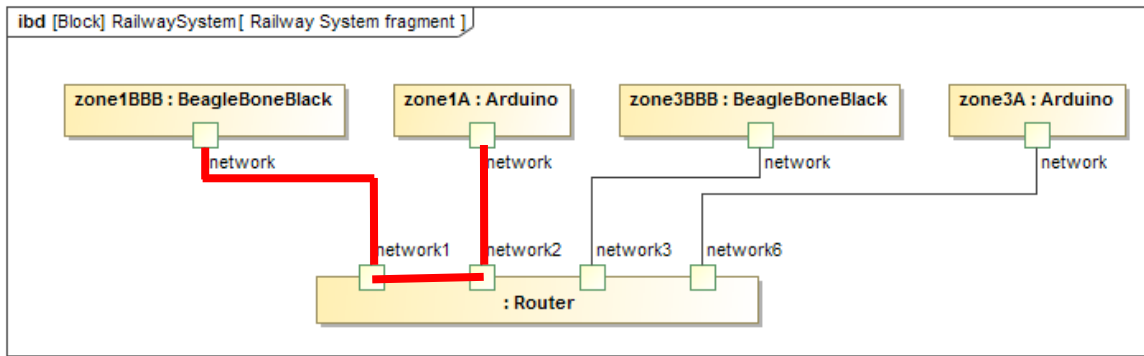 ibd [Block] RailwaySystem[ Railway System fragment ]
zone1BBB : BeagleBoneBlack
zone1A : Arduino
zone3BBB : BeagleBoneBlack
zone3A : Arduino
network
network
network
network
network1
network2
network3
network6
: Router